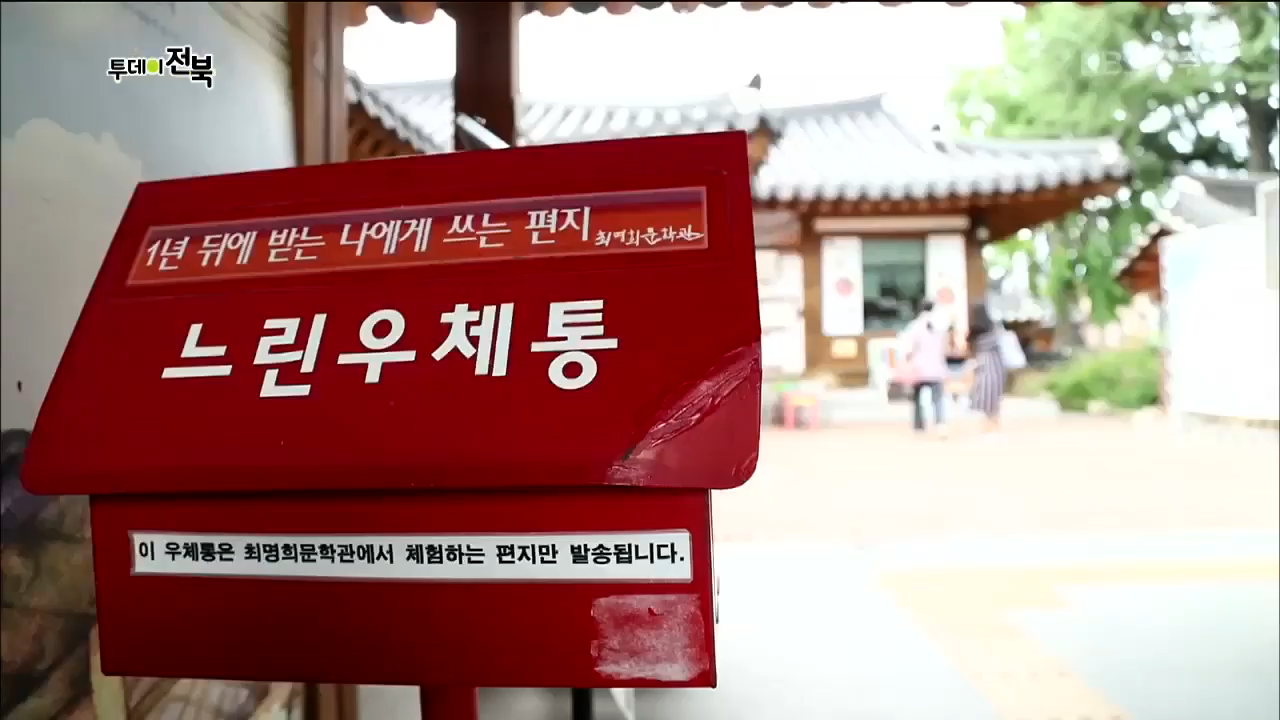 투데이 전북
1년 뒤에 받는 나에게 쓰는 편지 최명희문학관
느린우체통
이 우체통은 최명희문학관에서 체험하는 편지만 발송됩니다.